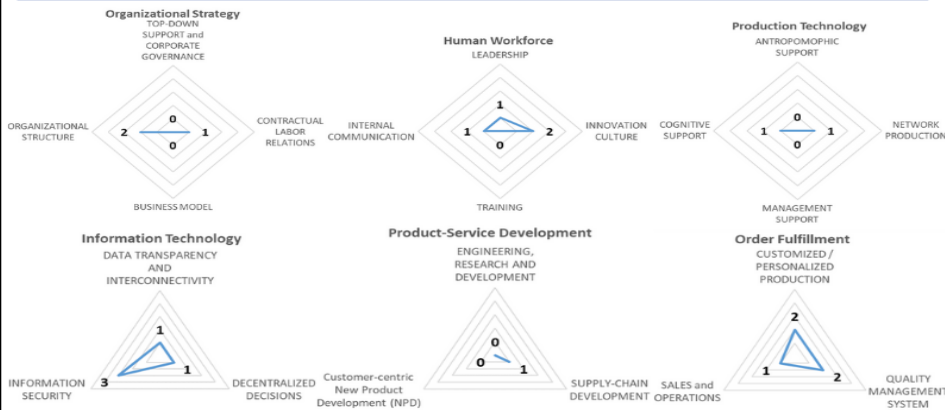 Organizational Strategy
TOP-DOWN
SUPPORT and
CORPORATE
GOVERNANCE
0
ORGANIZATIONAL
STRUCTURE
2
1
CONTRACTUAL
LABOR
RELATIONS
0
BUSINESS MODEL
Human Workforce
LEADERSHIP
1
INTERNAL
COMMUNICATION
1
2
INNOVATION
CULTURE
0
TRAINING
Production Technology
ANTROPOMOPHIC
SUPPORT
0
COGNITIVE
SUPPORT
1
1
NETWORK
PRODUCTION
0
MANAGEMENT
SUPPORT
Information Technology
DATA TRANSPARENCY
AND
INTERCONNECTIVITY
1
1
3
INFORMATION
SECURITY
DECENTRALIZED
DECISIONS
Product-Service Development
ENGINEERING,
RESEARCH AND
DEVELOPMENT
0
0
1
Customer-centric
New Product
Development (NPD)
SUPPLY-CHAIN
DEVELOPMENT
Order Fulfillment
CUSTOMIZED /
PERSONALIZED
PRODUCTION
2
1
2
SALES and
OPERATIONS
QUALITY
MANAGEMENT
SYSTEM